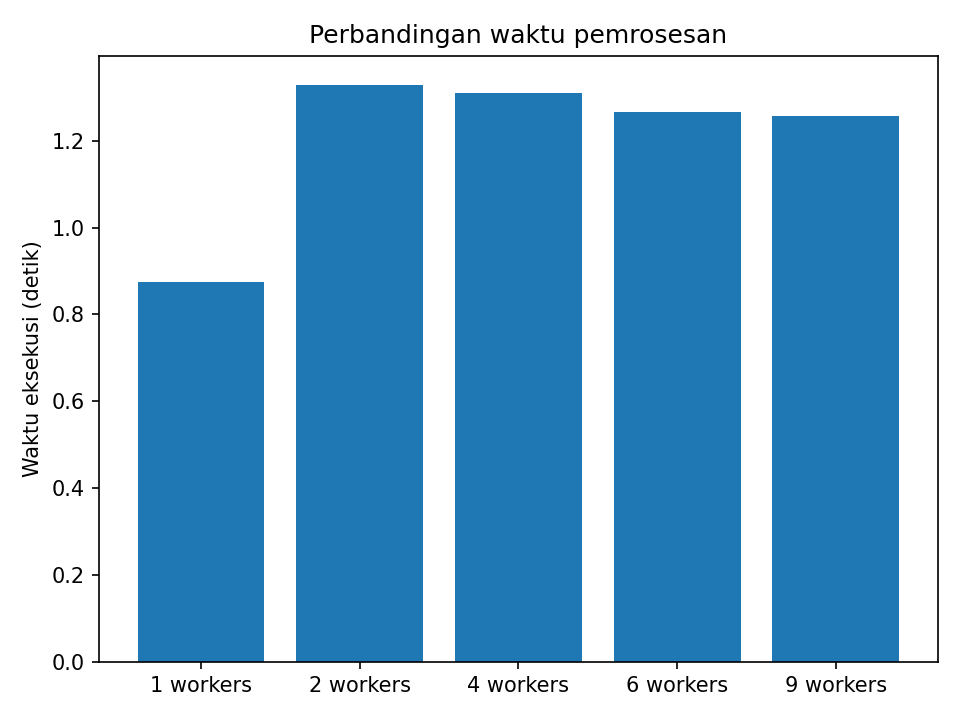 Perbandingan waktu pemrosesan
Waktu eksekusi (detik)
1.2
1.0
0.8
0.6
0.4
0.2
0.0
1 workers
2 workers
4 workers
6 workers
9 workers